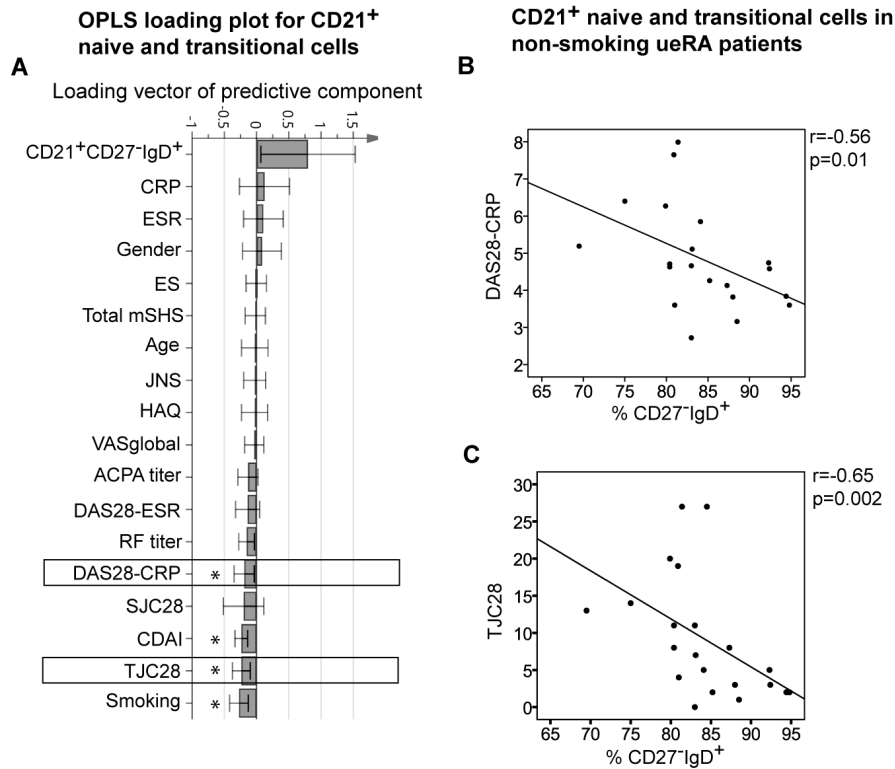 OPLS loading plot for CD21+
naive and transitional cells
A
Loading vector of predictive component
-1 -0.5 0 0.5 1 1.5
CD21+CD27-IgD+
CRP
ESR
Gender
ES
Total mSHS
Age
JNS
HAQ
VASglobal
ACPA titer
DAS28-ESR
RF titer
DAS28-CRP *
SJC28
CDAI *
TJC28 *
Smoking *
CD21+ naive and transitional cells in
non-smoking ueRA patients
B
r=-0.56
p=0.01
DAS28-CRP
8
7
6
5
4
3
2
65 70 75 80 85 90 95
% CD27-IgD+
C
r=-0.65
p=0.002
TJC28
30
25
20
15
10
5
0
65 70 75 80 85 90 95
% CD27-IgD+